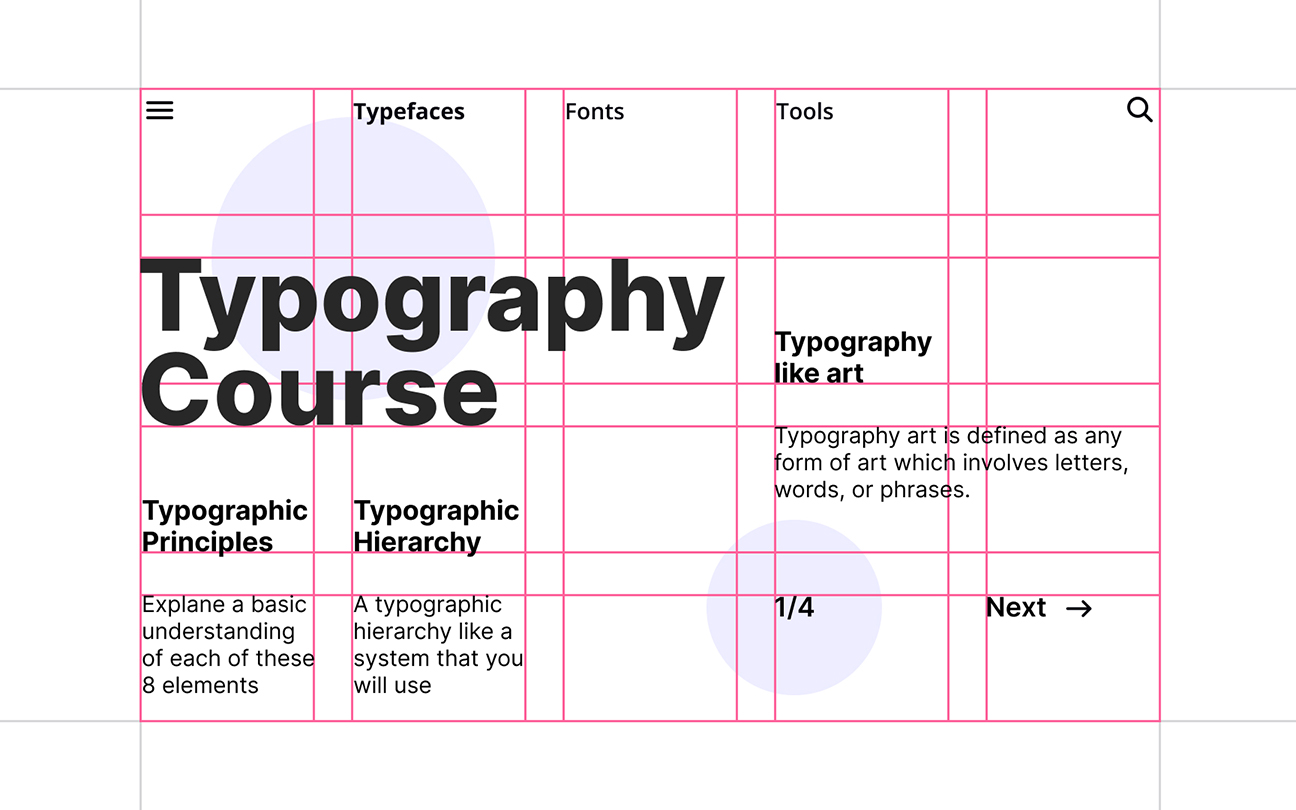 Typefaces
Fonts
Tools
Typography
Course
Typography
like art
Typography art is defined as any
form of art which involves letters,
words, or phrases.
Typographic
Principles
Explane a basic
understanding
of each of these
8 elements
Typographic
Hierarchy
A typographic
hierarchy like a
system that you
will use
1/4
Next →